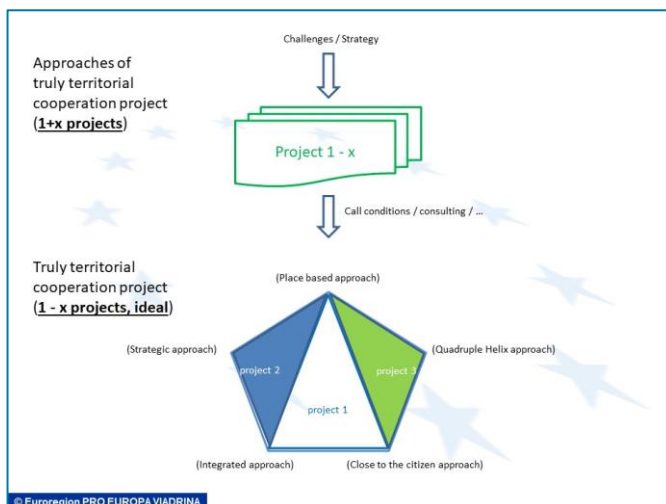 Challenges / Strategy
Approaches of
truly territorial
cooperation project
(1+x projects)
Project 1 - x
Call conditions / consulting / ...
Truly territorial
cooperation project
(1 - x projects, ideal)
(Place based approach)
(Strategic approach)
(Quadruple Helix approach)
project 2
project 3
project 1
(Integrated approach)
(Close to the citizen approach)
© Euroregion PRO EUROPA VIADRINA